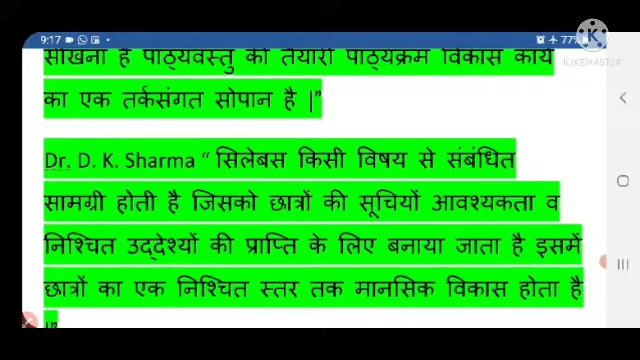 9:17
77%
KINEMASTER
सीखना है पाठ्यवस्तु की तैयारी पाठ्यक्रम विकास कार्य
का एक तर्कसंगत सोपान है |”
Dr. D. K. Sharma “ सिलेबस किसी विषय से संबंधित
सामग्री होती है जिसको छात्रों की सूचियों आवश्यकता व
निश्चित उद्देश्यों की प्राप्ति के लिए बनाया जाता है इसमें
छात्रों का एक निश्चित स्तर तक मानसिक विकास होता है
|”